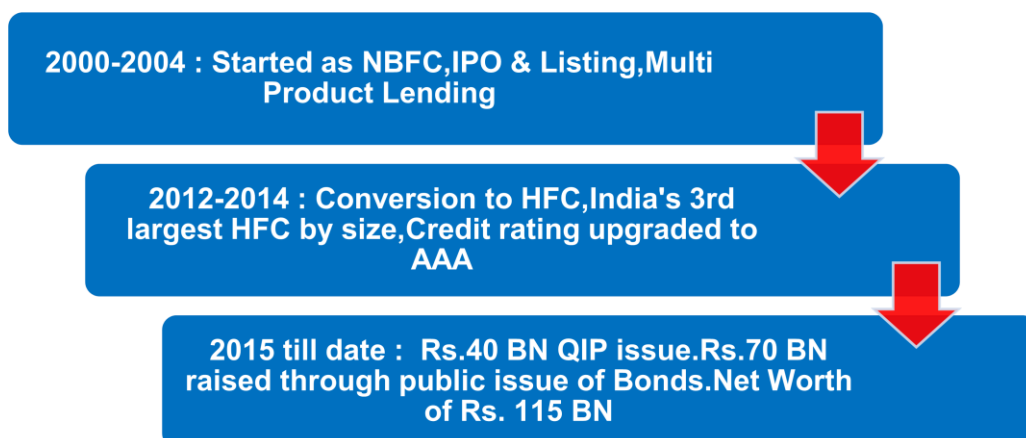 2000-2004 : Started as NBFC,IPO & Listing,Multi
Product Lending
2012-2014 : Conversion to HFC,India's 3rd
largest HFC by size,Credit rating upgraded to
AAA
2015 till date :  Rs.40 BN QIP issue.Rs.70 BN
raised through public issue of Bonds.Net Worth
of Rs. 115 BN